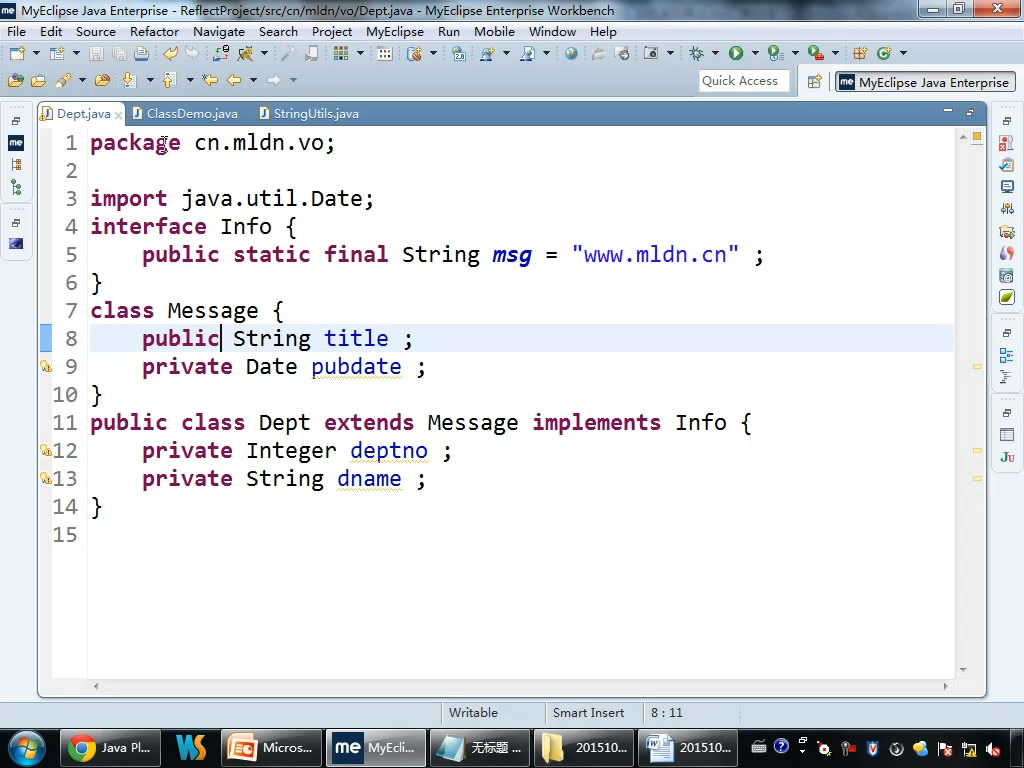 MyEclipse Java Enterprise - ReflectProject/src/cn/mldn/vo/Dept.java - MyEclipse Enterprise Workbench
File Edit Source Refactor Navigate Search Project MyEclipse Run Mobile Window Help
Quick Access
me MyEclipse Java Enterprise
Dept.java ClassDemo.java StringUtils.java
1 package cn.mldn.vo;
2
3 import java.util.Date;
4 interface Info {
5 public static final String msg = "www.mldn.cn" ;
6 }
7 class Message {
8 public String title ;
9 private Date pubdate ;
10 }
11 public class Dept extends Message implements Info {
12 private Integer deptno ;
13 private String dname ;
14 }
15
Writable Smart Insert 8 : 11
Java Pl... WS Micros... me MyEcli... 无标题 ... 201510... 201510...